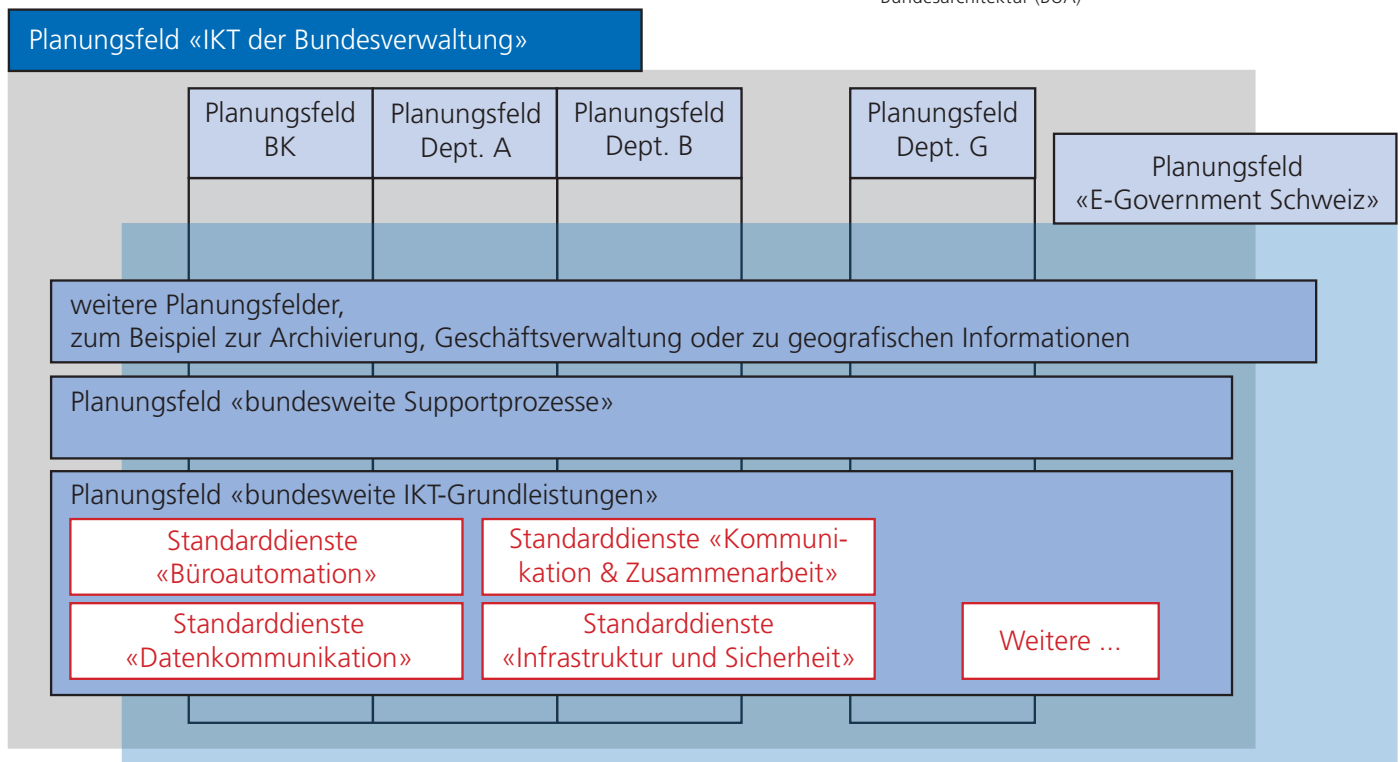 Bundesarchitektur (BOA)
Planungsfeld «IKT der Bundesverwaltung»
Planungsfeld
BK
Planungsfeld
Dept. A
Planungsfeld
Dept. B
Planungsfeld
Dept. G
Planungsfeld
«E-Government Schweiz»
weitere Planungsfelder,
zum Beispiel zur Archivierung, Geschäftsverwaltung oder zu geografischen Informationen
Planungsfeld «bundesweite Supportprozesse»
Planungsfeld «bundesweite IKT-Grundleistungen»
Standarddienste
«Büroautomation»
Standarddienste «Kommuni-
kation & Zusammenarbeit»
Standarddienste
«Datenkommunikation»
Standarddienste
«Infrastruktur und Sicherheit»
Weitere ...